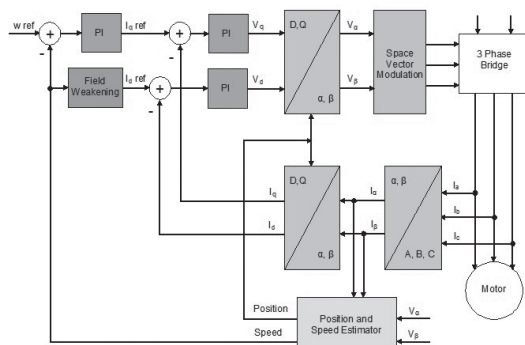 w ref
+
-
PI
Iq ref
+
-
PI
Vq
D,Q
α, β
Vα
Vβ
Space
Vector
Modulation
3 Phase
Bridge
Field
Weakening
Id ref
+
-
PI
Vd
D,Q
α, β
Iq
Id
Iα
Iβ
α, β
A, B, C
Ia
Ib
Ic
Motor
Position
Speed
Position and
Speed Estimator
Vα
Vβ